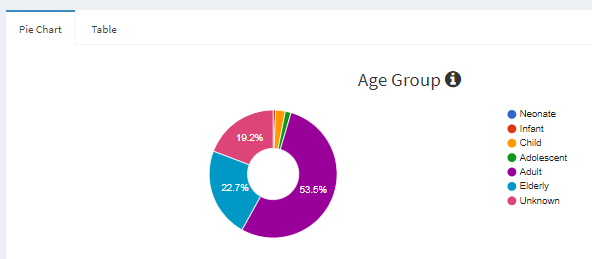 Pie Chart
Table
Age Group
19.2%
22.7%
53.5%
Neonate
Infant
Child
Adolescent
Adult
Elderly
Unknown